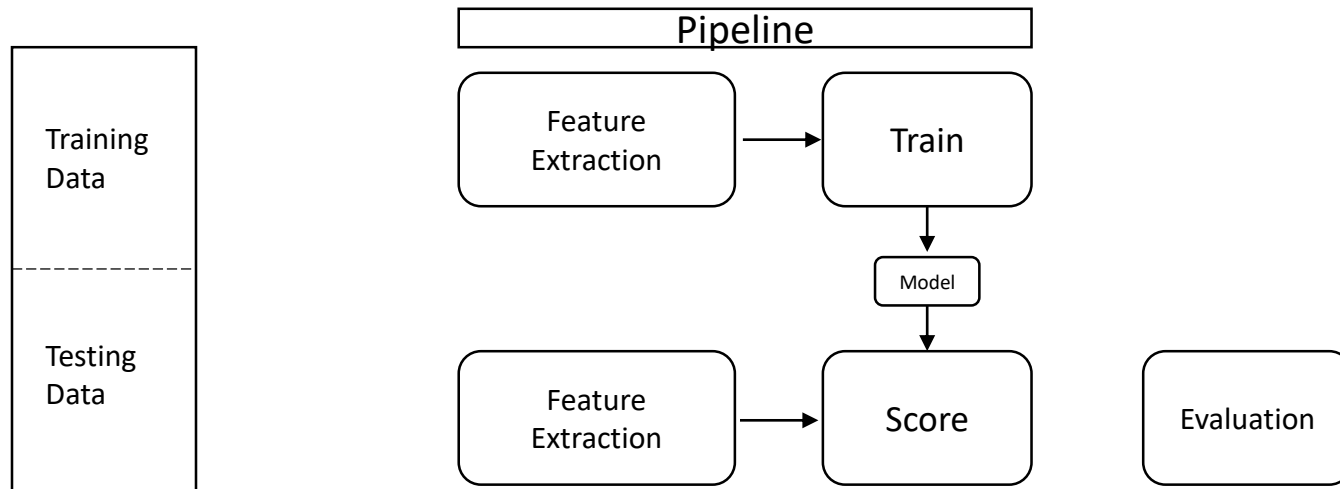 Pipeline
Training
Data
Feature
Extraction
Train
Model
Testing
Data
Feature
Extraction
Score
Evaluation